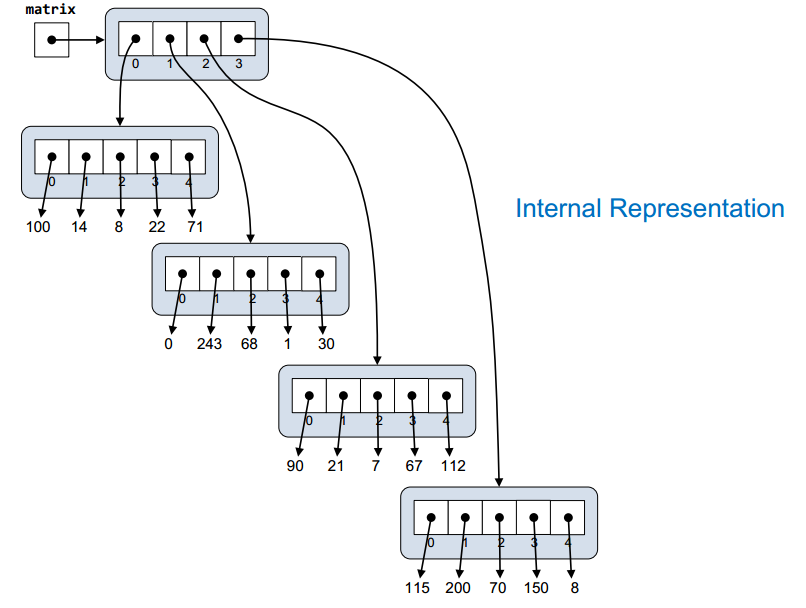 matrix
0 1 2 3
0 1 2 3 4
100 14 8 22 71
Internal Representation
0 1 2 3 4
0 243 68 1 30
0 1 2 3 4
90 21 7 67 112
0 1 2 3 4
115 200 70 150 8